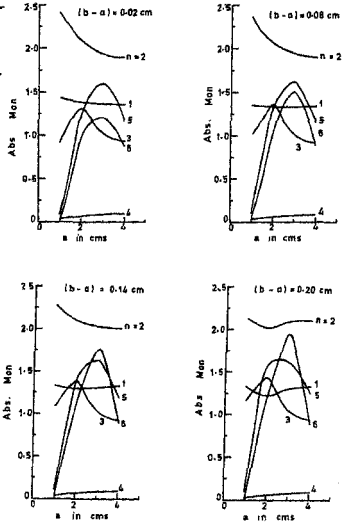 (b-a)=0.02 cm
2.5
2.0
1.5
1.0
0.5
0
Abs Man
n=2
1
5
3
6
4
0 2 4
a in cms
(b-a)=0.08 cm
2.5
2.0
1.5
1.0
0.5
0
Abs. Man
n=2
1
5
6
3
4
0 2 4
a in cms
(b-a) = 0.14 cm
2.5
2.0
1.5
1.0
0.5
0
Abs. Man
n=2
1
5
3
6
4
0 2 4
a in cms
(b-a)=0.20 cm
2.5
2.0
1.5
1.0
0.5
0
Abs Man
n=2
1
5
3
6
4
0 2 4
a in cms